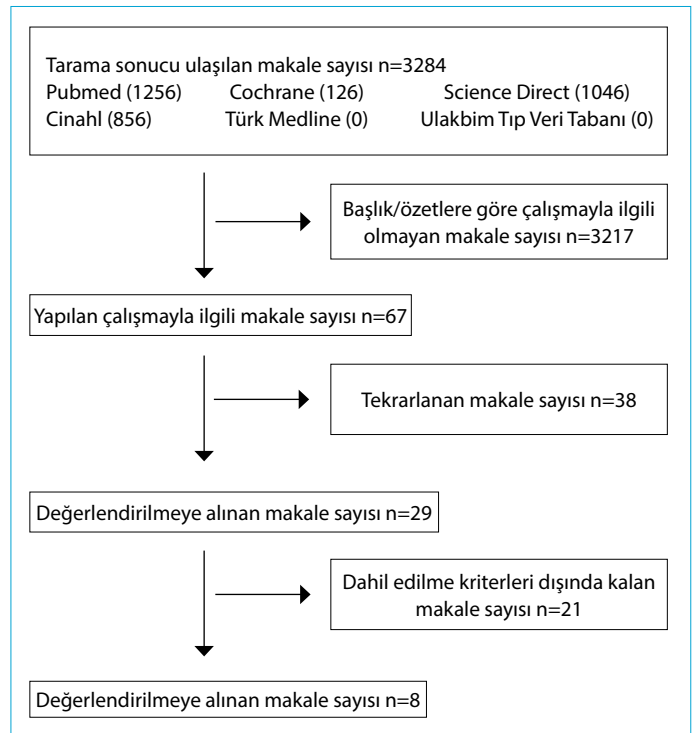 Tarama sonucu ulaşılan makale sayısı n=3284
Pubmed (1256) Cochrane (126) Science Direct (1046)
Cinahl (856) Türk Medline (0) Ulakbim Tıp Veri Tabanı (0)
Başlık/özetlere göre çalışmayla ilgili
olmayan makale sayısı n=3217
Yapılan çalışmayla ilgili makale sayısı n=67
Tekrarlanan makale sayısı n=38
Değerlendirilmeye alınan makale sayısı n=29
Dahil edilme kriterleri dışında kalan
makale sayısı n=21
Değerlendirilmeye alınan makale sayısı n=8